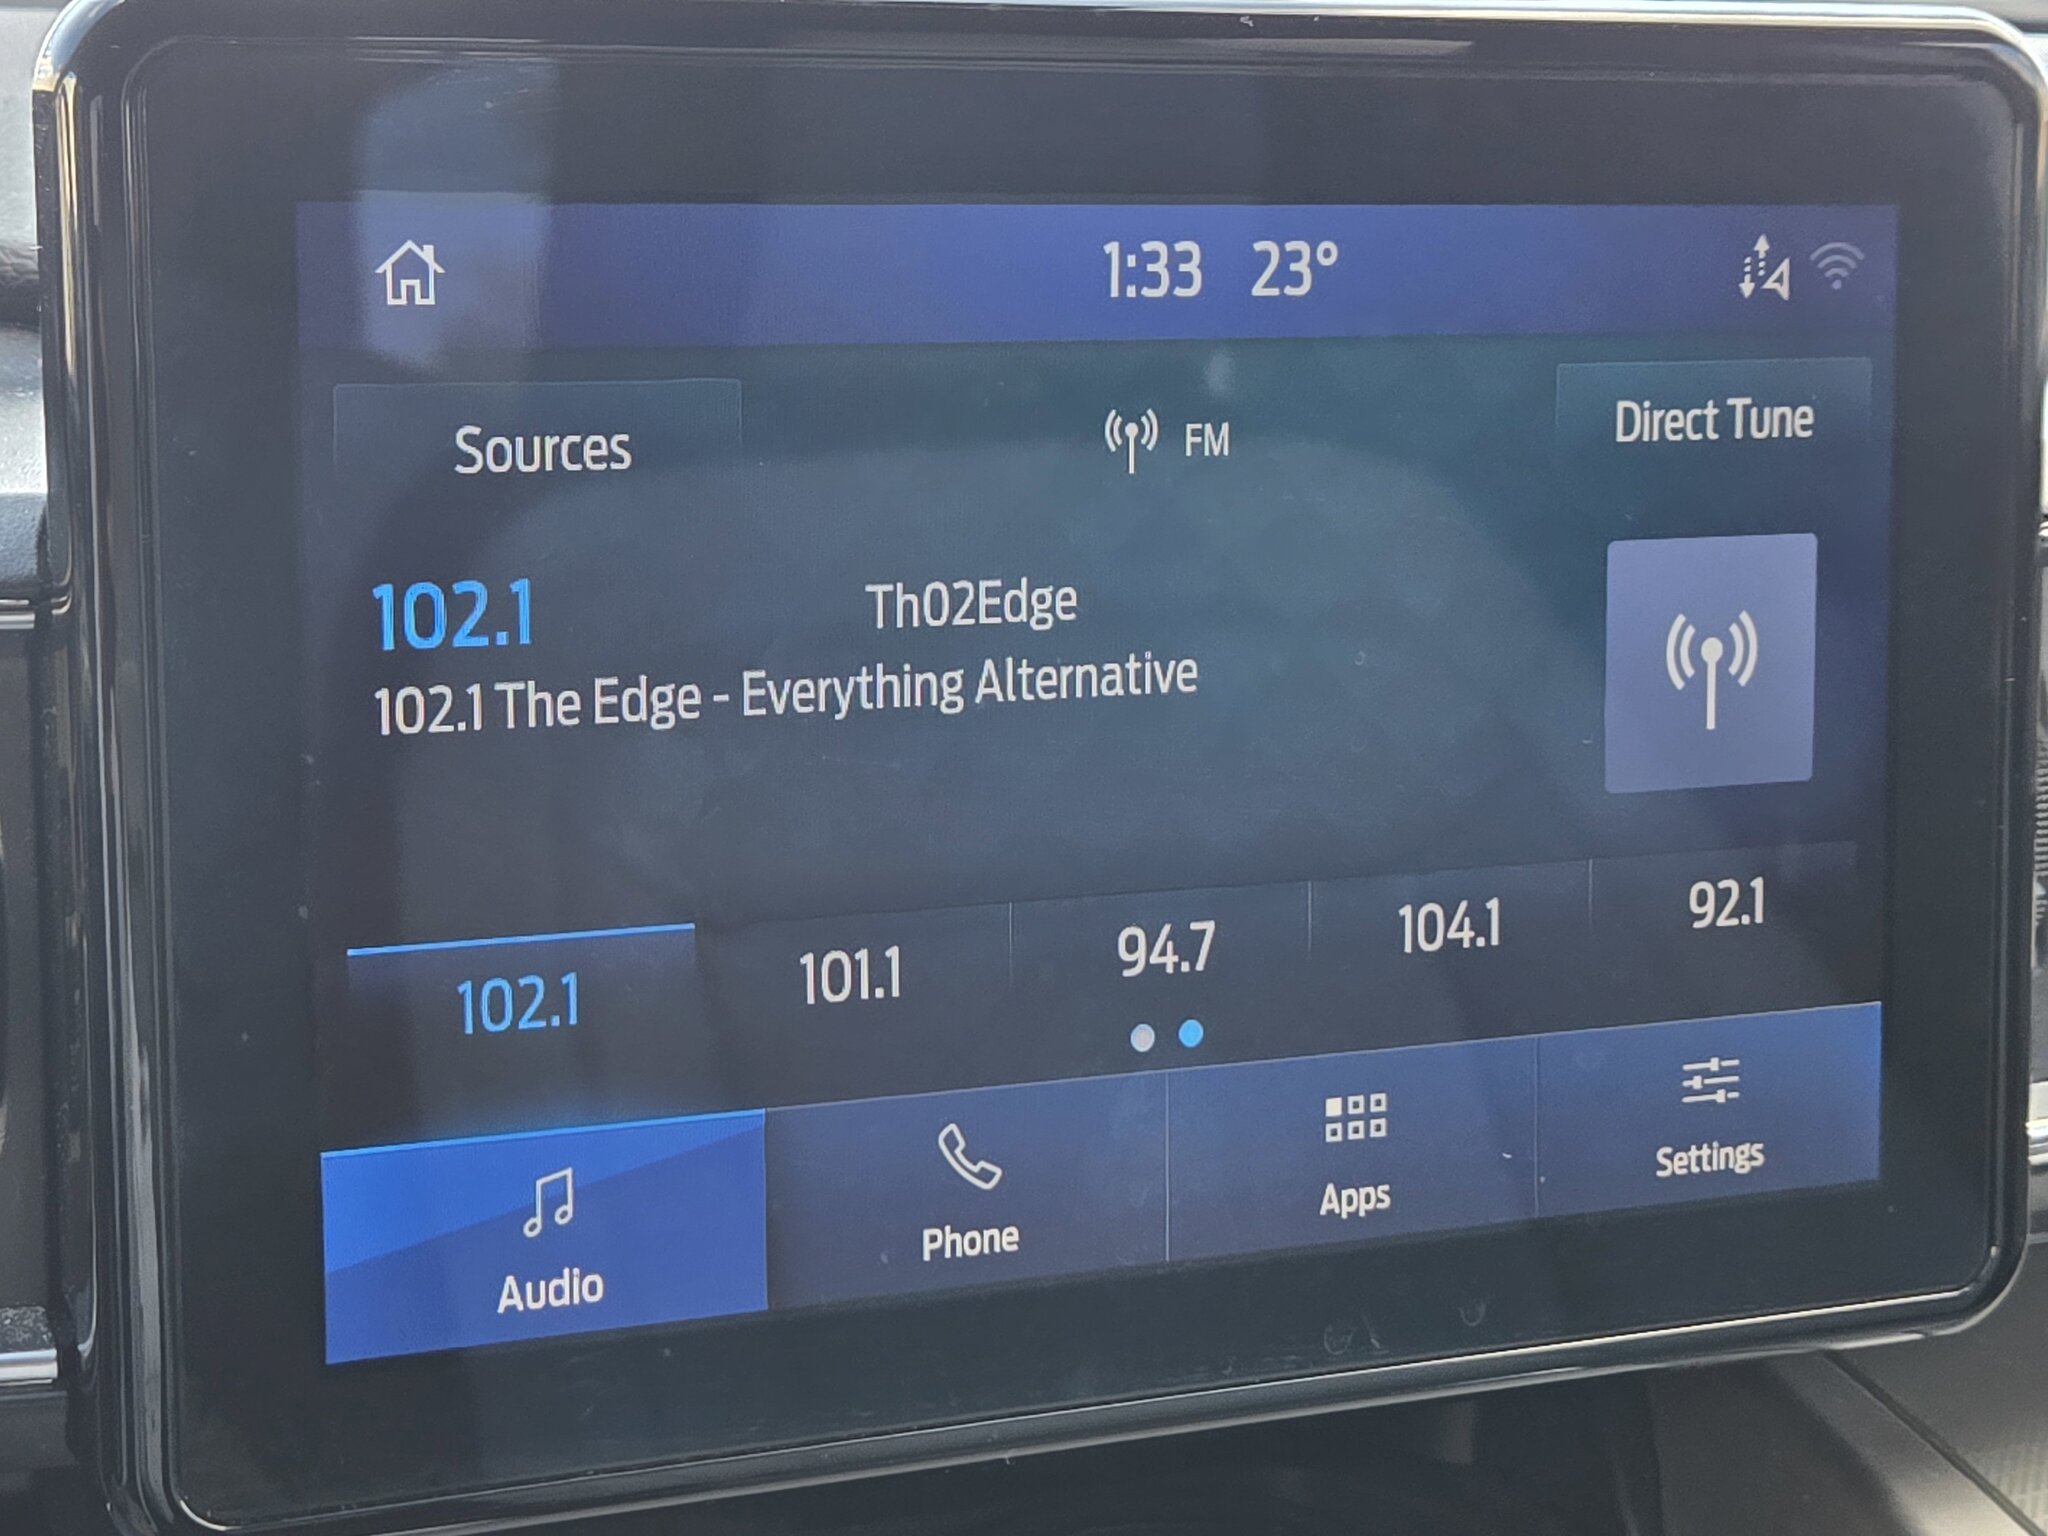 1:33 23°
Sources FM Direct Tune
102.1 Th02Edge
102.1 The Edge - Everything Alternative
102.1 101.1 94.7 104.1 92.1
Audio Phone Apps Settings